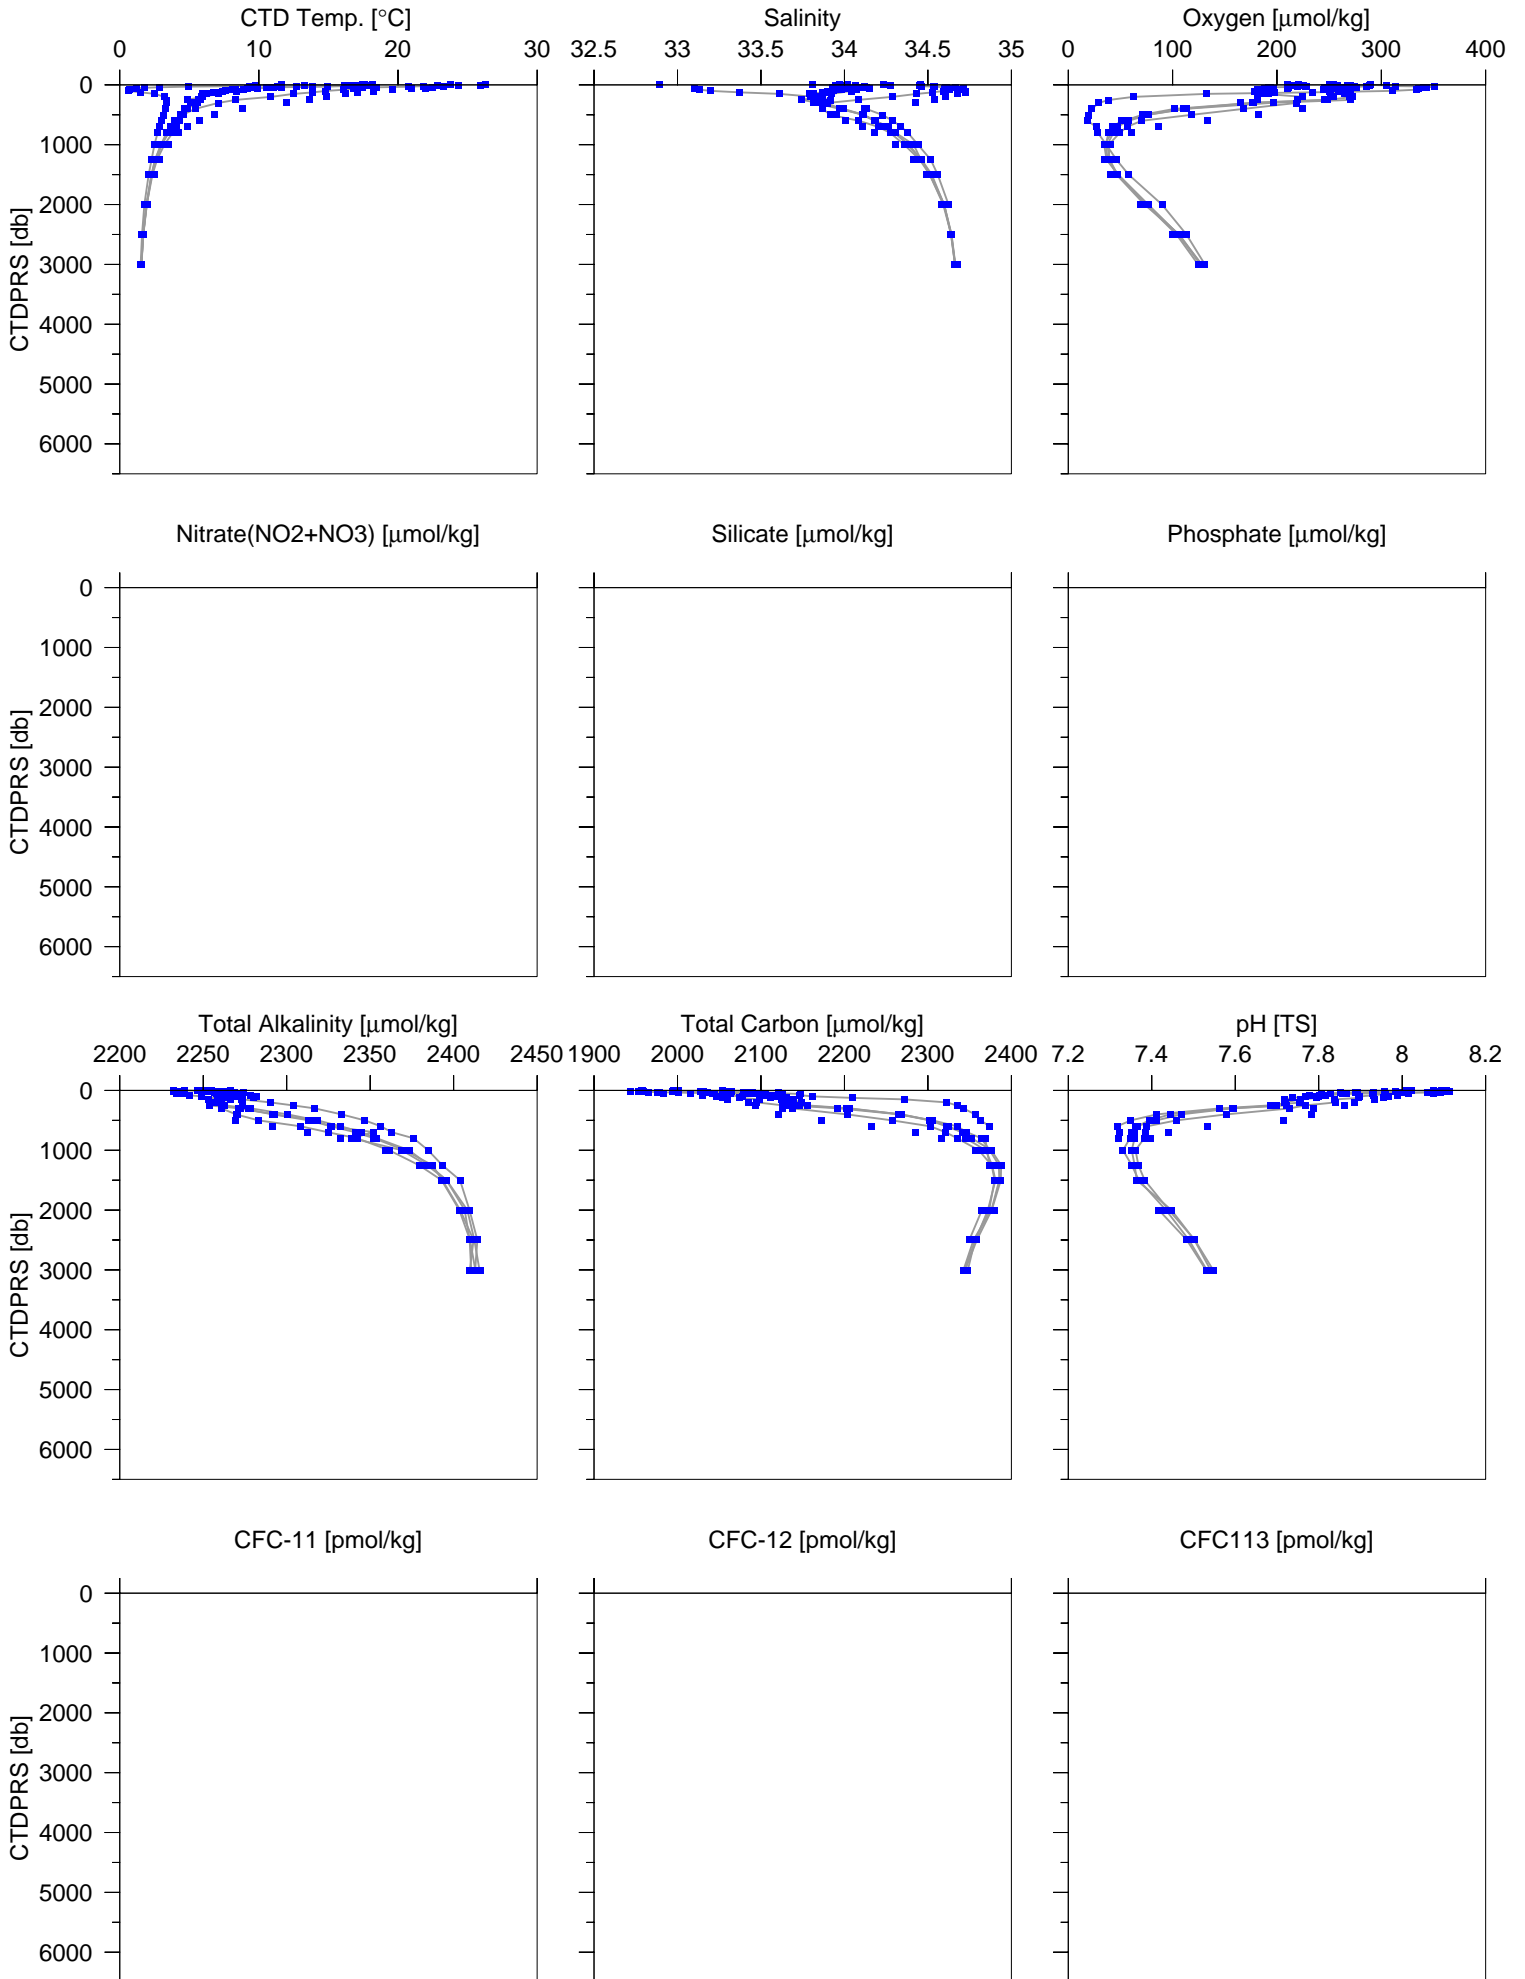 CTD Temp. [°C] Salinity Oxygen [μmol/kg]
0 10 20 30 32.5 33 33.5 34 34.5 35 0 100 200 300 400
0
1000
2000
3000
4000
5000
6000
CTDPRS [db]
Nitrate(NO2+NO3) [μmol/kg] Silicate [μmol/kg] Phosphate [μmol/kg]
0
1000
2000
3000
4000
5000
6000
CTDPRS [db]
Total Alkalinity [μmol/kg] Total Carbon [μmol/kg] pH [TS]
2200 2250 2300 2350 2400 2450 1900 2000 2100 2200 2300 2400 7.2 7.4 7.6 7.8 8 8.2
0
1000
2000
3000
4000
5000
6000
CTDPRS [db]
CFC-11 [pmol/kg] CFC-12 [pmol/kg] CFC113 [pmol/kg]
0
1000
2000
3000
4000
5000
6000
CTDPRS [db]